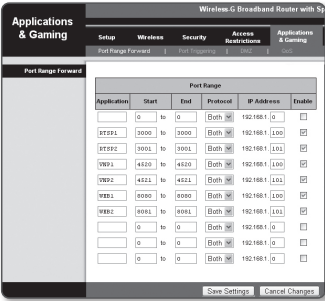 Wireless-G Broadband Router with Sp
Applications & Gaming
Setup Wireless Security Access Restrictions Applications & Gaming
Port Range Forward | Port Triggering | DMZ | QoS
Port Range Forward
Port Range
Application Start End Protocol IP Address Enable
0 to 0 Both 192.168.1. 0
RTSP1 3000 to 3000 Both 192.168.1. 100
RTSP2 3001 to 3001 Both 192.168.1. 101
VNP1 4520 to 4520 Both 192.168.1. 100
VNP2 4521 to 4521 Both 192.168.1. 101
WEB1 8080 to 8080 Both 192.168.1. 100
WEB2 8081 to 8081 Both 192.168.1. 101
0 to 0 Both 192.168.1. 0
0 to 0 Both 192.168.1. 0
0 to 0 Both 192.168.1. 0
Save Settings Cancel Changes